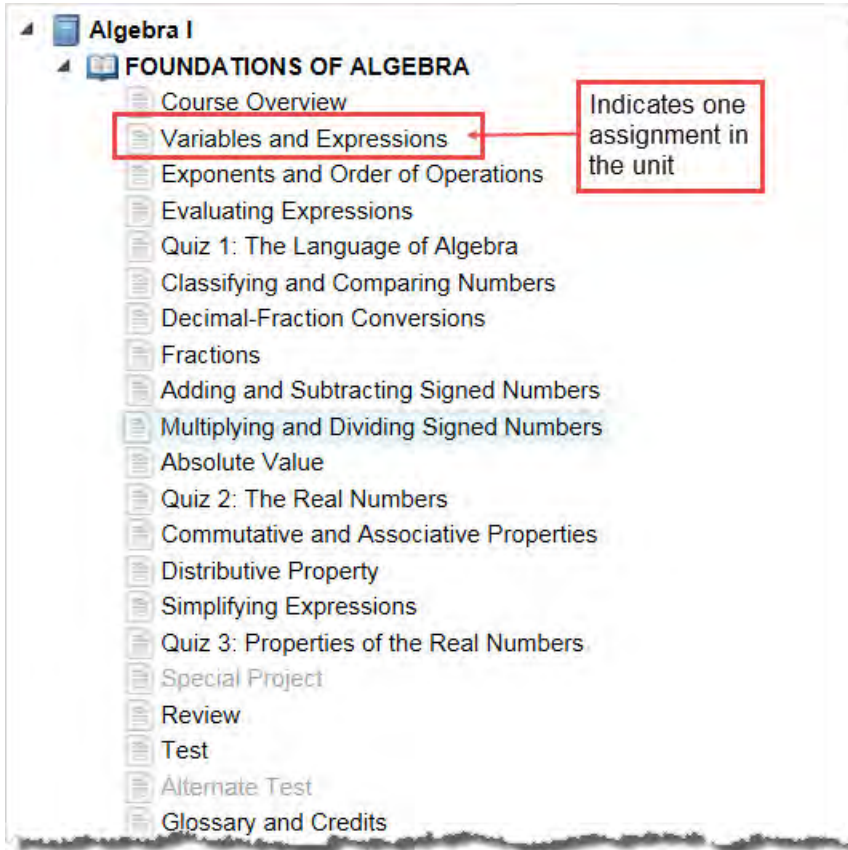 Algebra I
FOUNDATIONS OF ALGEBRA
Course Overview
Variables and Expressions
Indicates one
assignment in
the unit
Exponents and Order of Operations
Evaluating Expressions
Quiz 1: The Language of Algebra
Classifying and Comparing Numbers
Decimal-Fraction Conversions
Fractions
Adding and Subtracting Signed Numbers
Multiplying and Dividing Signed Numbers
Absolute Value
Quiz 2: The Real Numbers
Commutative and Associative Properties
Distributive Property
Simplifying Expressions
Quiz 3: Properties of the Real Numbers
Special Project
Review
Test
Alternate Test
Glossary and Credits